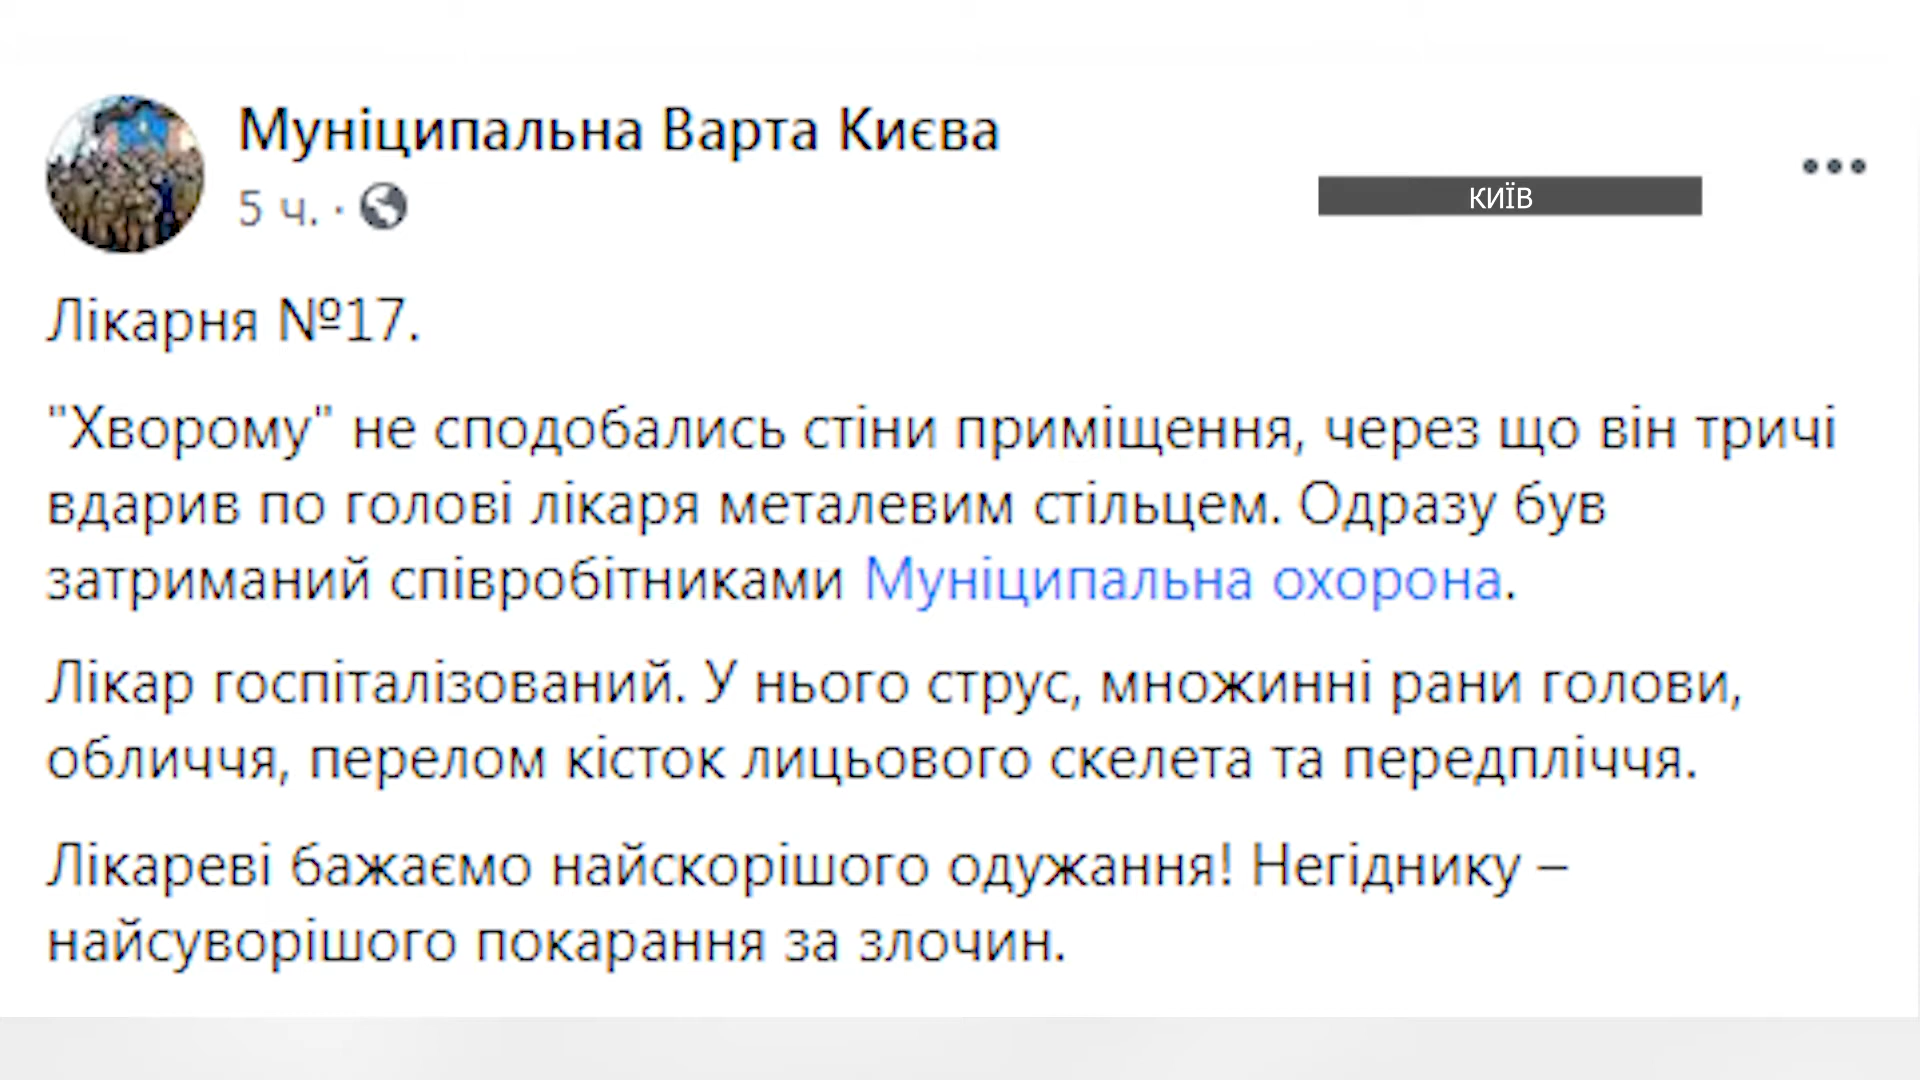 Муніципальна Варта Києва
5 ч. ·
КИЇВ
Лікарня №17.
"Хворому" не сподобались стіни приміщення, через що він тричі
вдарив по голові лікаря металевим стільцем. Одразу був
затриманий співробітниками Муніципальна охорона.
Лікар госпіталізований. У нього струс, множинні рани голови,
обличчя, перелом кісток лицьового скелета та передпліччя.
Лікареві бажаємо найскорішого одужання! Негіднику –
найсуворішого покарання за злочин.